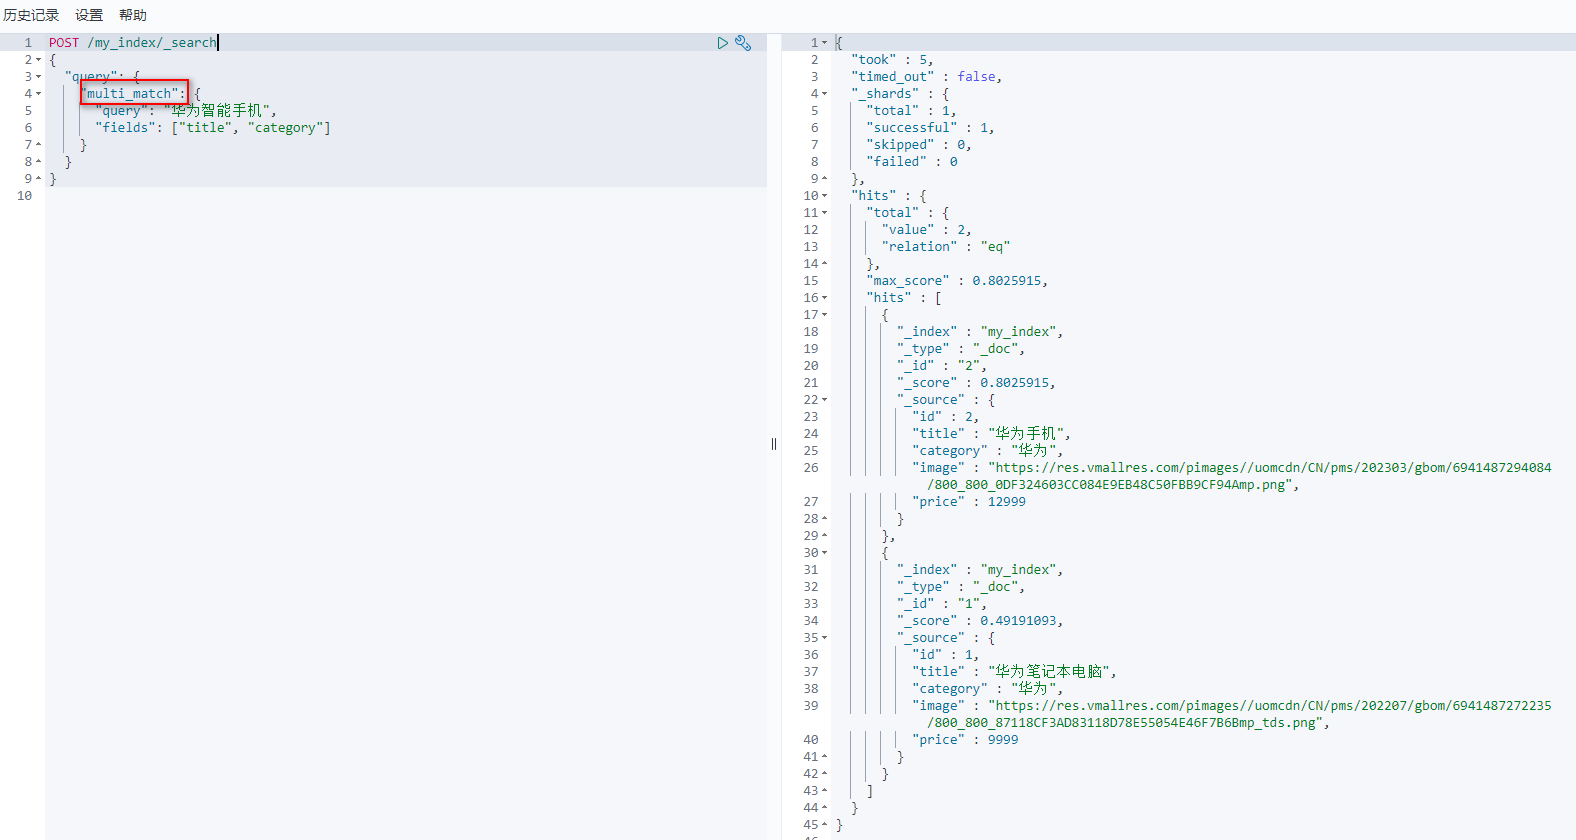 历史记录 设置 帮助
1 POST /my_index/_search
2 {
3 "query": {
4 "multi_match": {
5 "query": "华为智能手机",
6 "fields": ["title", "category"]
7 }
8 }
9 }
10
1 {
2 "took" : 5,
3 "timed_out" : false,
4 "_shards" : {
5 "total" : 1,
6 "successful" : 1,
7 "skipped" : 0,
8 "failed" : 0
9 },
10 "hits" : {
11 "total" : {
12 "value" : 2,
13 "relation" : "eq"
14 },
15 "max_score" : 0.8025915,
16 "hits" : [
17 {
18 "_index" : "my_index",
19 "_type" : "_doc",
20 "_id" : "2",
21 "_score" : 0.8025915,
22 "_source" : {
23 "id" : 2,
24 "title" : "华为手机",
25 "category" : "华为",
26 "image" : "https://res.vmallres.com/pimages//uomcdn/CN/pms/202303/gbom/6941487294084
/800_800_0DF324603CC084E9EB48C50FBB9CF94Amp.png",
27 "price" : 12999
28 }
29 },
30 {
31 "_index" : "my_index",
32 "_type" : "_doc",
33 "_id" : "1",
34 "_score" : 0.49191093,
35 "_source" : {
36 "id" : 1,
37 "title" : "华为笔记本电脑",
38 "category" : "华为",
39 "image" : "https://res.vmallres.com/pimages//uomcdn/CN/pms/202207/gbom/6941487272235
/800_800_87118CF3AD83118D78E55054E46F7B6Bmp_tds.png",
40 "price" : 9999
41 }
42 }
43 ]
44 }
45 }